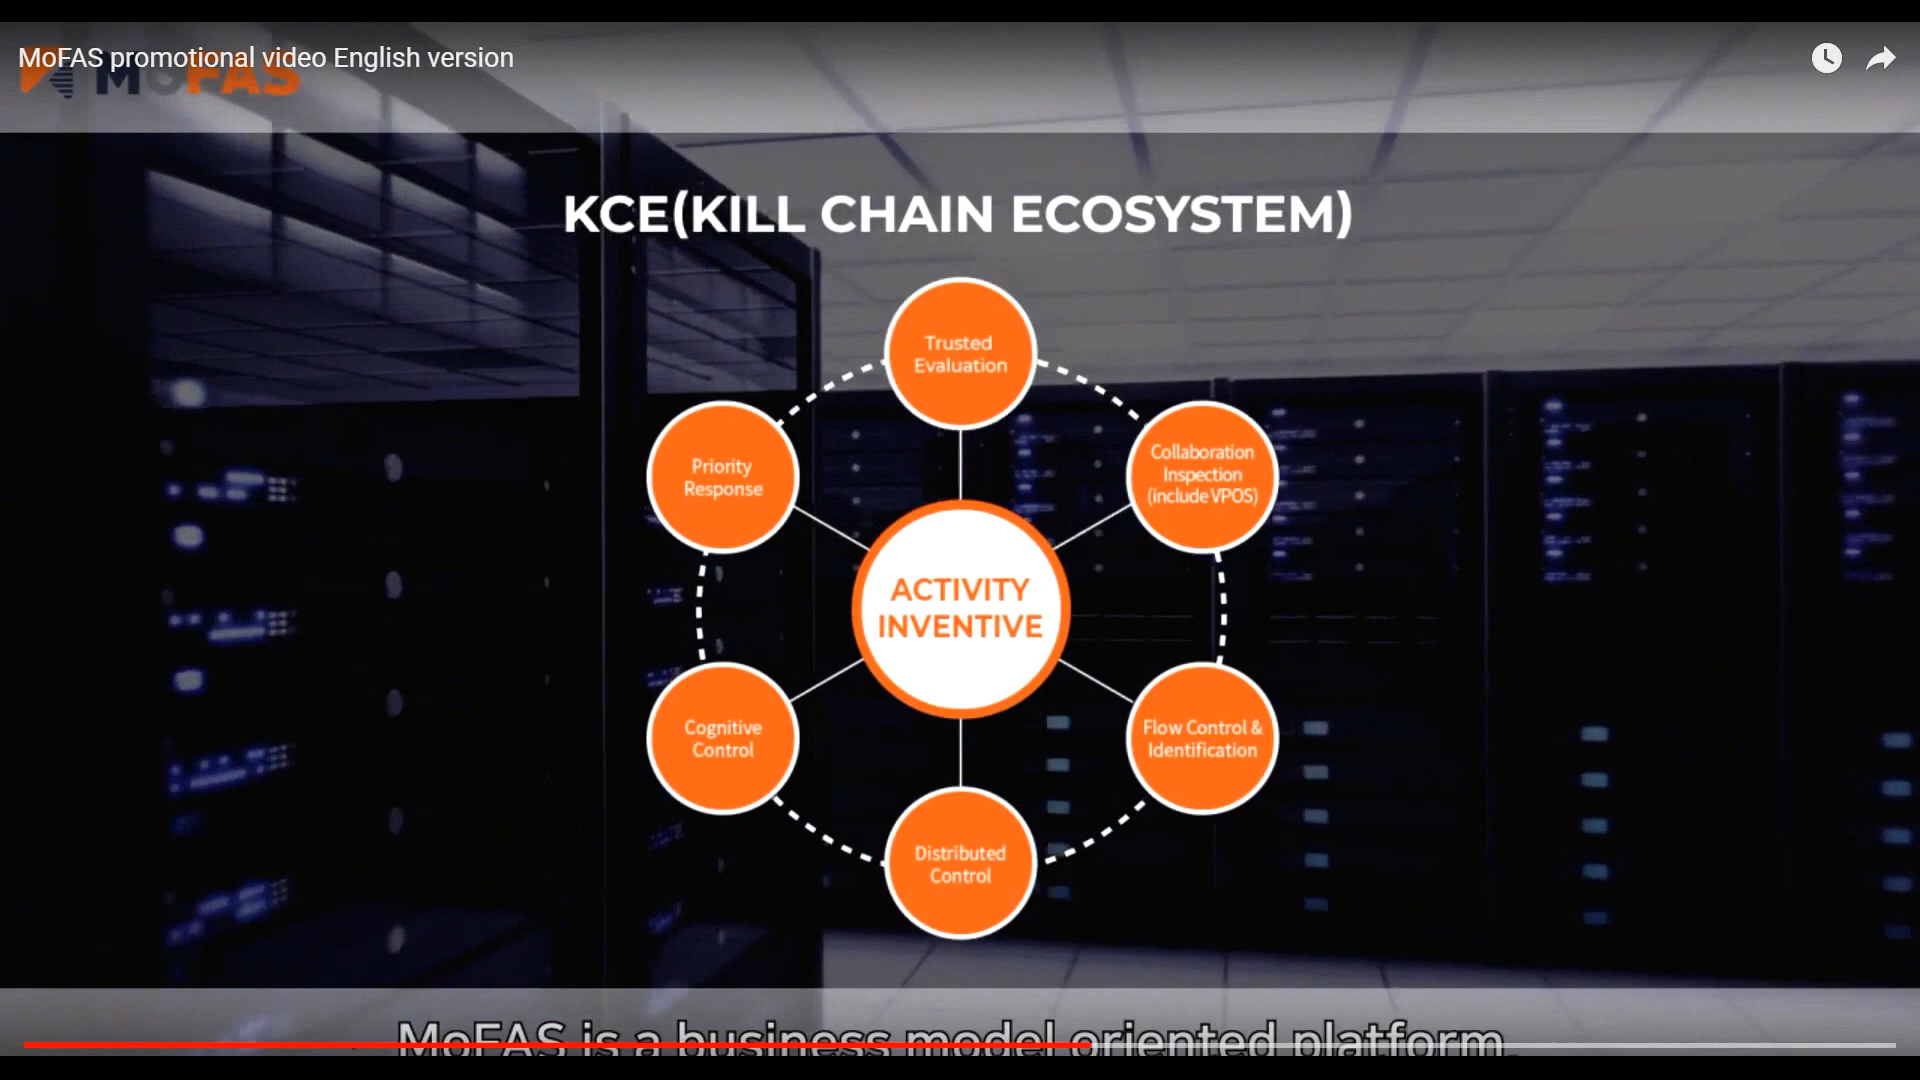 MoFAS promotional video English version
MoFAS
KCE(KILL CHAIN ECOSYSTEM)
Trusted
Evaluation
Priority
Response
Collaboration
Inspection
(include VPOS)
ACTIVITY
INVENTIVE
Cognitive
Control
Flow Control &
Identification
Distributed
Control
MoFAS is a business model oriented platform.